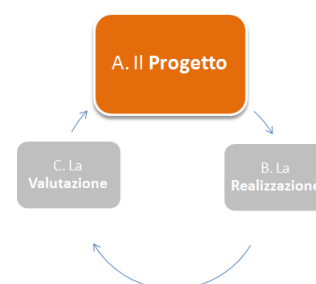 A. Il Progetto
C. La
Valutazione
B. La
Realizzazione